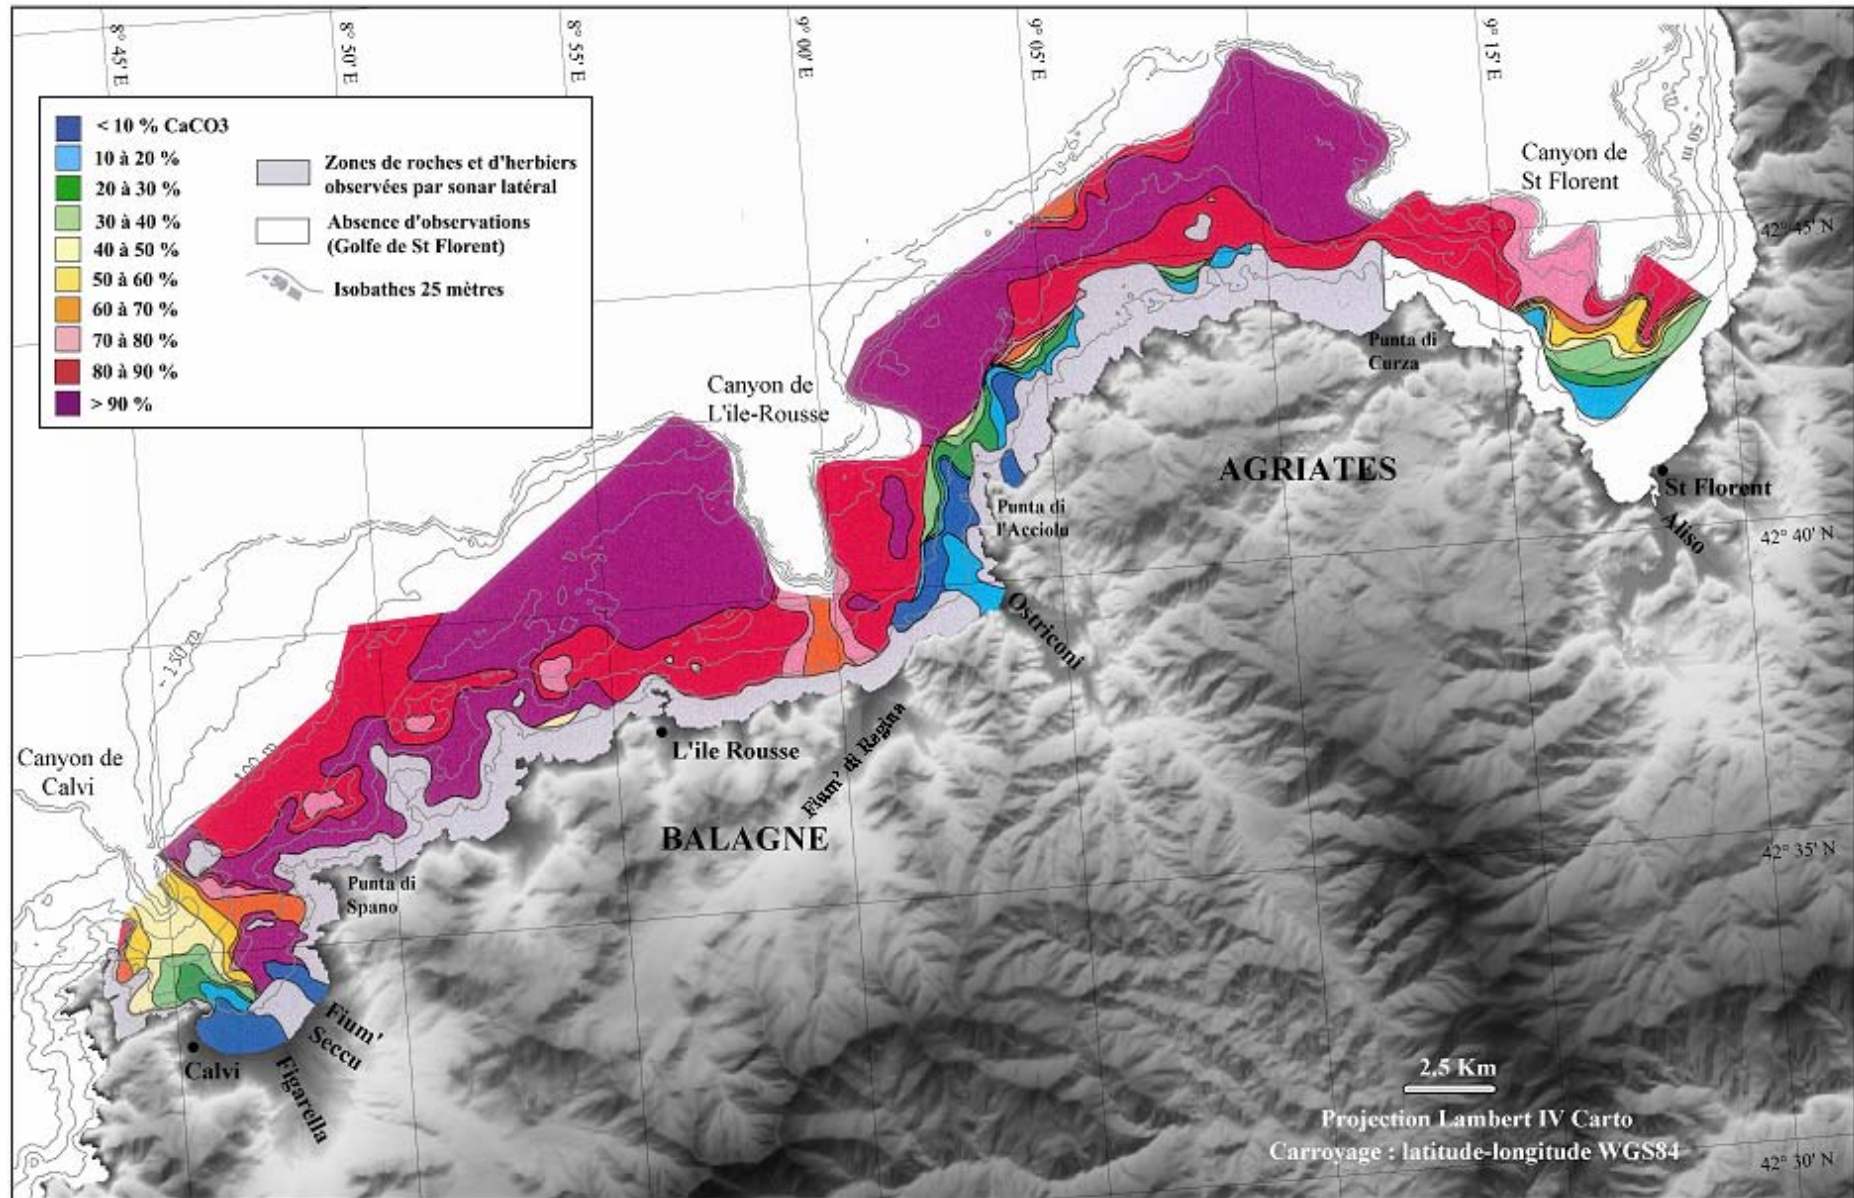 8° 45' E
8° 50' E
8° 55' E
9° 00' E
9° 05' E
9° 15' E
< 10 % CaCO3
10 à 20 %
20 à 30 %
30 à 40 %
40 à 50 %
50 à 60 %
60 à 70 %
70 à 80 %
80 à 90 %
> 90 %
Zones de roches et d'herbiers
observées par sonar latéral
Absence d'observations
(Golfe de St Florent)
- 50 m
Isobathes 25 mètres
- 50 m
Canyon de
St Florent
42° 45' N
Punta di
Curza
Canyon de
L'ile-Rousse
AGRIATES
St Florent
Aliso
42° 40' N
Punta di
l'Acciolu
Ostriconi
- 150 m
- 100 m
Canyon de
Calvi
L'ile Rousse
Fium' di Regina
BALAGNE
42° 35' N
Punta di
Spano
Fium'
Seccu
Calvi
Figarella
2.5 Km
Projection Lambert IV Carto
Carroyage : latitude-longitude WGS84
42° 30' N